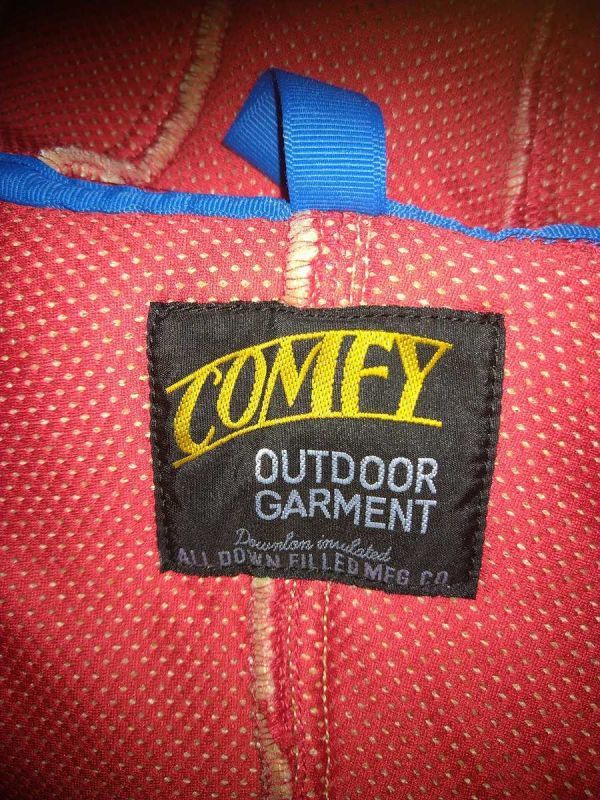 COMFY
OUTDOOR
GARMENT
Downlon insulated
ALL DOWN FILLED MFG CO.